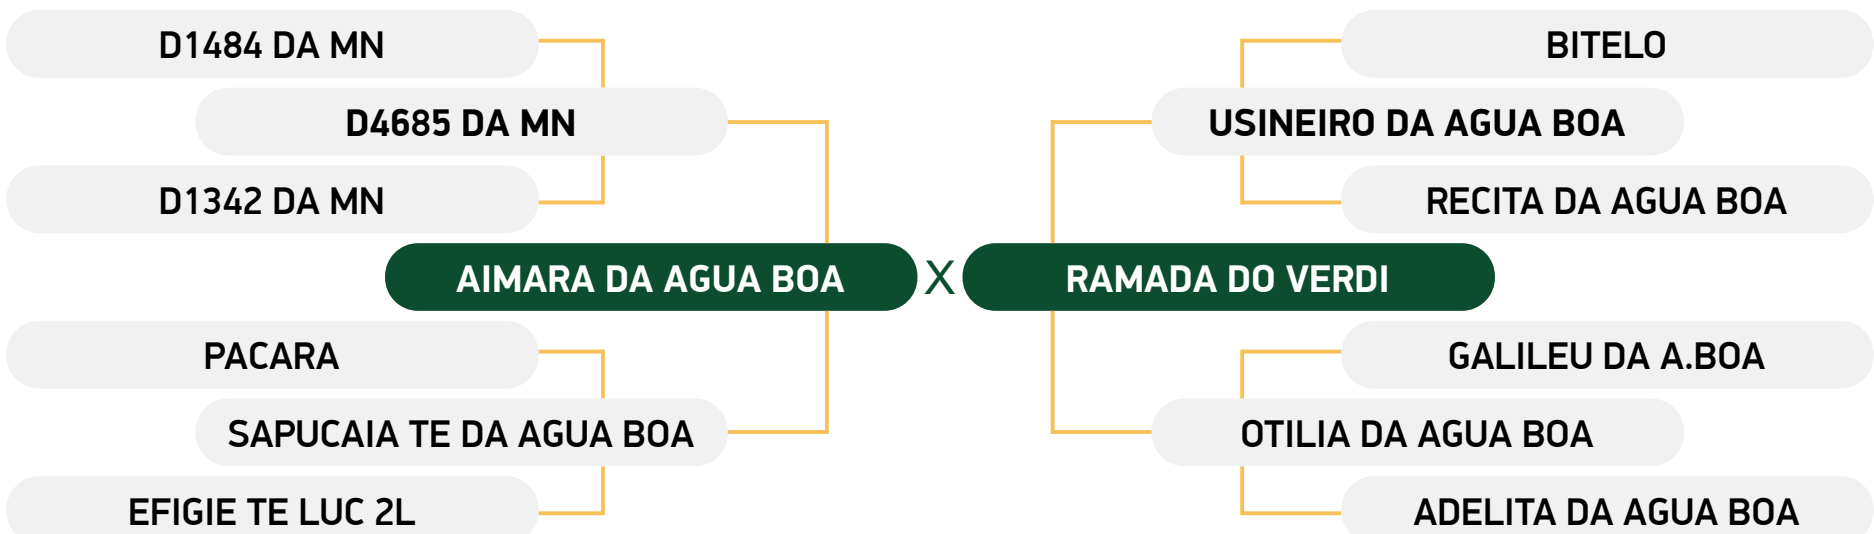 D1484 DA MN
BITELO
D4685 DA MN
USINEIRO DA AGUA BOA
D1342 DA MN
RECITA DA AGUA BOA
AIMARA DA AGUA BOA X RAMADA DO VERDI
PACARA
GALILEU DA A.BOA
SAPUCAIA TE DA AGUA BOA
OTILIA DA AGUA BOA
EFIGIE TE LUC 2L
ADELITA DA AGUA BOA